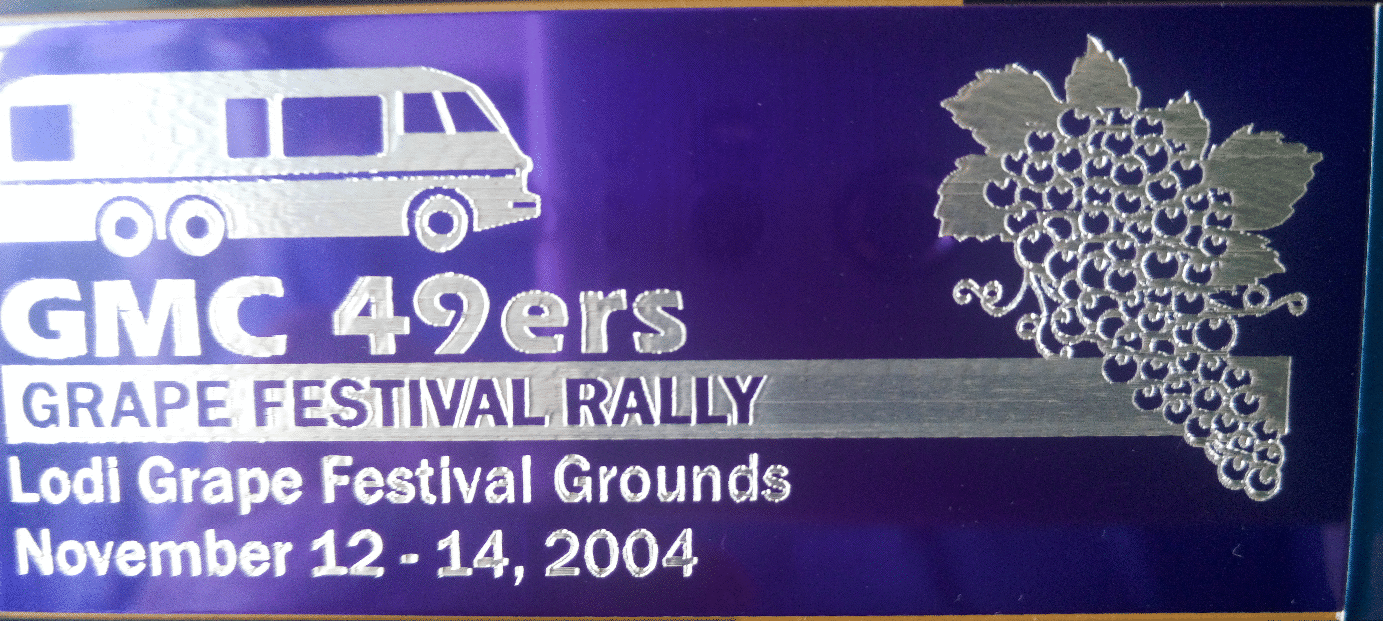 GMC 49ers
GRAPE FESTIVAL RALLY
Lodi Grape Festival Grounds
November 12 - 14, 2004